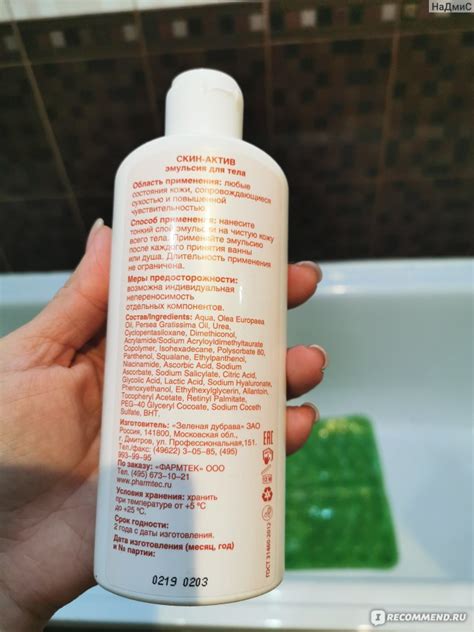 НаДмиС
СКИН-АКТИВ
эмульсия для тела
Область применения: любые
состояния кожи, сопровождающиеся
сухостью и повышенной
чувствительностью.
Способ применения: нанесите
тонкий слой эмульсии на чистую кожу
всего тела. Применяйте эмульсию
после каждого принятия ванны
или душа. Длительность применения
не ограничена.
Меры предосторожности:
возможна индивидуальная
непереносимость
отдельных компонентов.
Состав/Ingredients: Aqua, Olea Europaea
Oil, Persea Gratissima Oil, Urea,
Cyclopentasiloxane, Dimethiconol,
Acrylamide/Sodium Acryloyldimethyltaurate
Copolymer, Isohexadecane, Polysorbate 80,
Panthenol, Squalane, Ethylpanthenol,
Niacinamide, Ascorbic Acid, Sodium
Ascorbate, Sodium Salicylate, Citric Acid,
Glycolic Acid, Lactic Acid, Sodium Hyaluronate,
Phenoxyethanol, Ethylhexylglycerin, Allantoin,
Tocopheryl Acetate, Retinyl Palmitate,
PEG-40 Glyceryl Cocoate, Sodium Coceth
Sulfate, BHT.
Изготовитель: «Зеленая дубрава» ЗАО
Россия, 141800, Московская обл.,
г. Дмитров, ул. Профессиональная,151.
Тел./факс: (49622) 3-05-85, (495)
993-99-95
По заказу: «ФАРМТЕК» ООО
Тел. (495) 673-10-21
www.pharmtec.ru
Условия хранения: хранить
при температуре от +5 °С
до +25 °С.
Срок годности:
2 года с даты изготовления.
Дата изготовления (месяц, год)
и № партии:
EAC
ГОСТ 31460-2012
0219 0203
RECOMMEND.RU